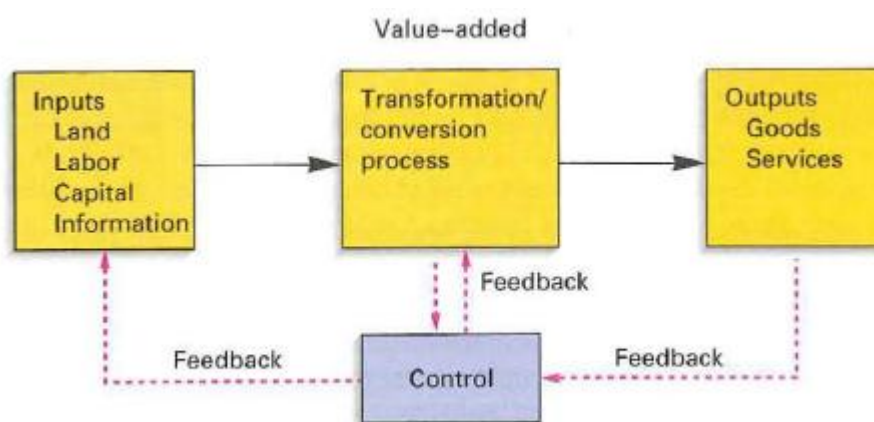 Value-added
Inputs
Land
Labor
Capital
Information
Transformation/
conversion
process
Outputs
Goods
Services
Feedback
Feedback
Feedback
Control